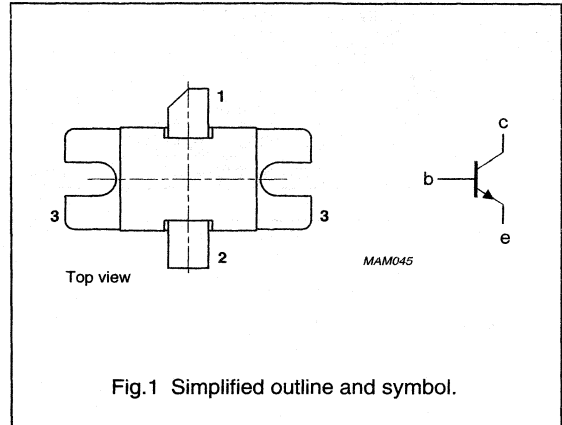 1
c
b
3
3
e
2
MAM045
Top view
Fig.1 Simplified outline and symbol.